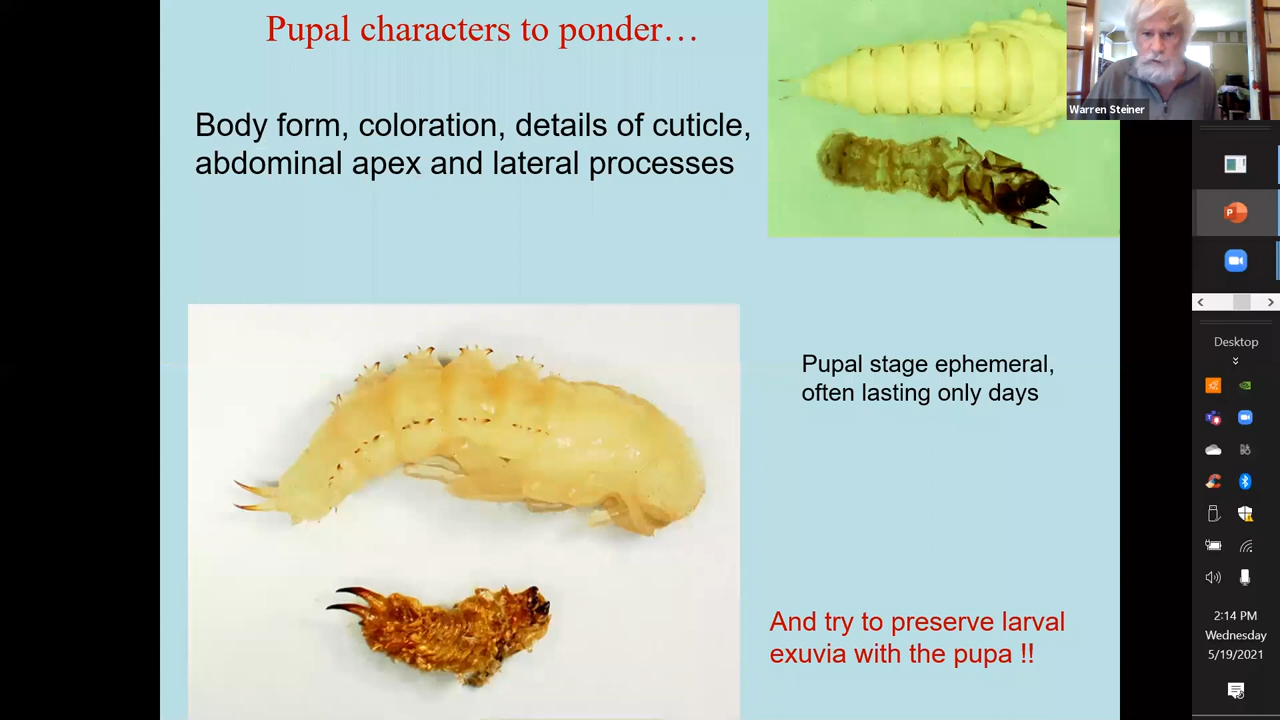 Pupal characters to ponder…
Warren Steiner
Body form, coloration, details of cuticle,
abdominal apex and lateral processes
Pupal stage ephemeral,
often lasting only days
And try to preserve larval
exuvia with the pupa !!
Desktop
2:14 PM
Wednesday
5/19/2021